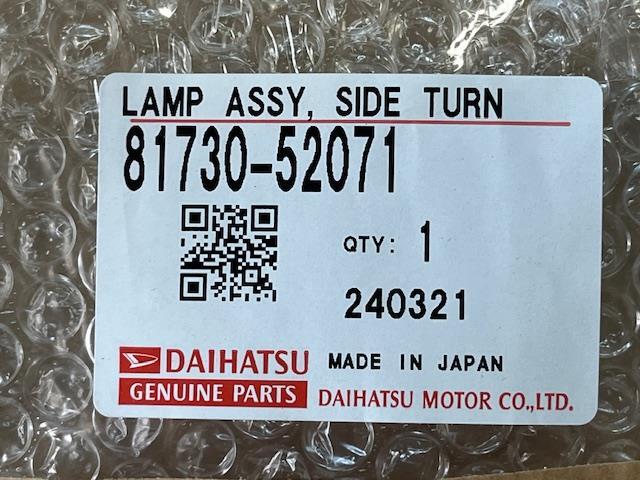 LAMP ASSY, SIDE TURN
81730-52071
QTY: 1
240321
DAIHATSU MADE IN JAPAN
GENUINE PARTS DAIHATSU MOTOR CO.,LTD.